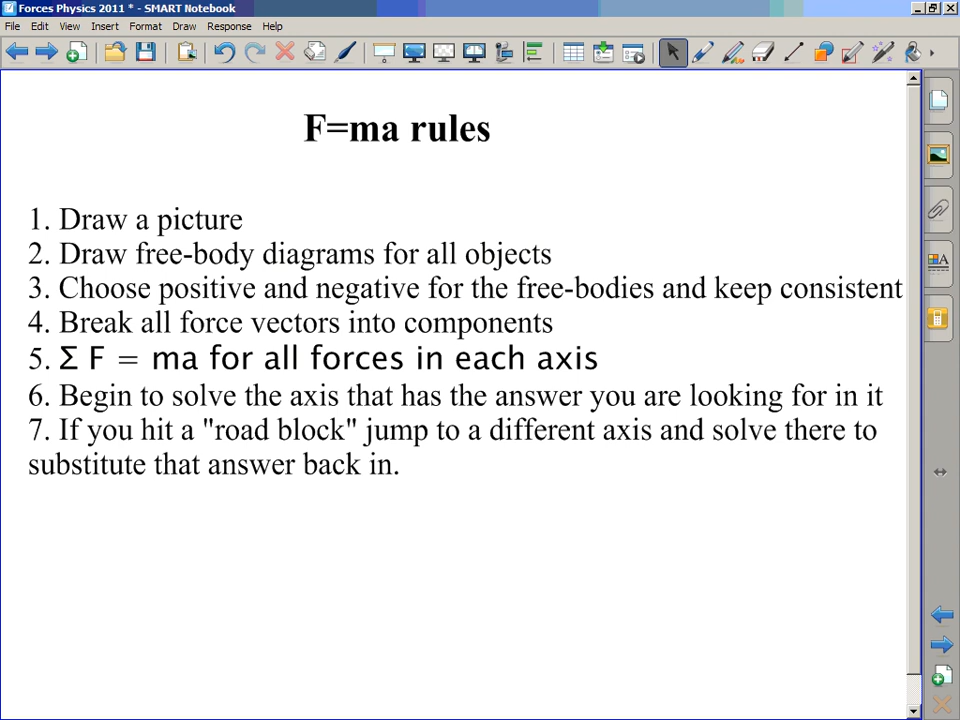 Forces Physics 2011 * - SMART Notebook
File Edit View Insert Format Draw Response Help
F=ma rules
1. Draw a picture
2. Draw free-body diagrams for all objects
3. Choose positive and negative for the free-bodies and keep consistent
4. Break all force vectors into components
5. Σ F = ma for all forces in each axis
6. Begin to solve the axis that has the answer you are looking for in it
7. If you hit a "road block" jump to a different axis and solve there to
substitute that answer back in.